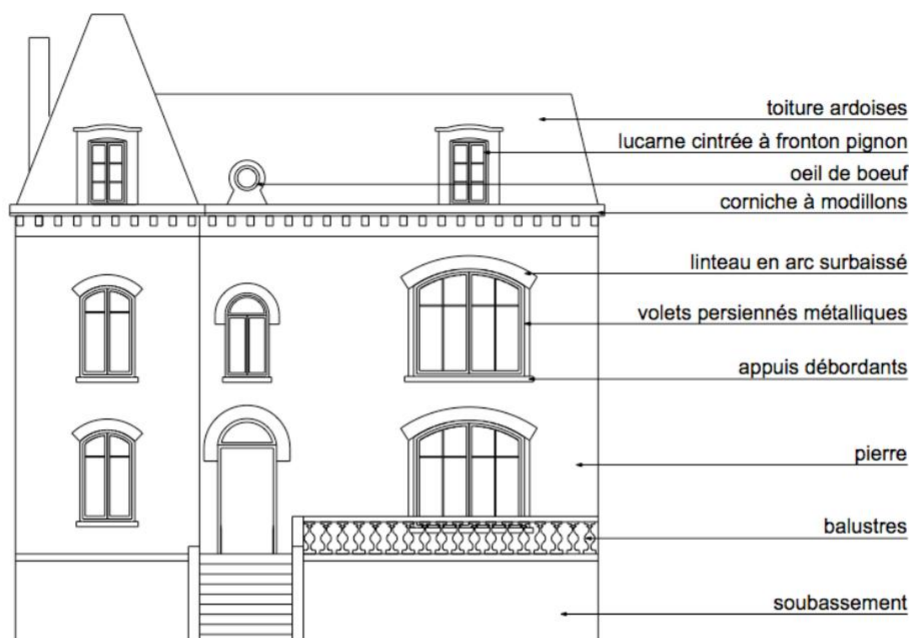 toiture ardoises
lucarne cintrée à fronton pignon
oeil de boeuf
corniche à modillons
linteau en arc surbaissé
volets persiennés métalliques
appuis débordants
pierre
balustres
soubassement